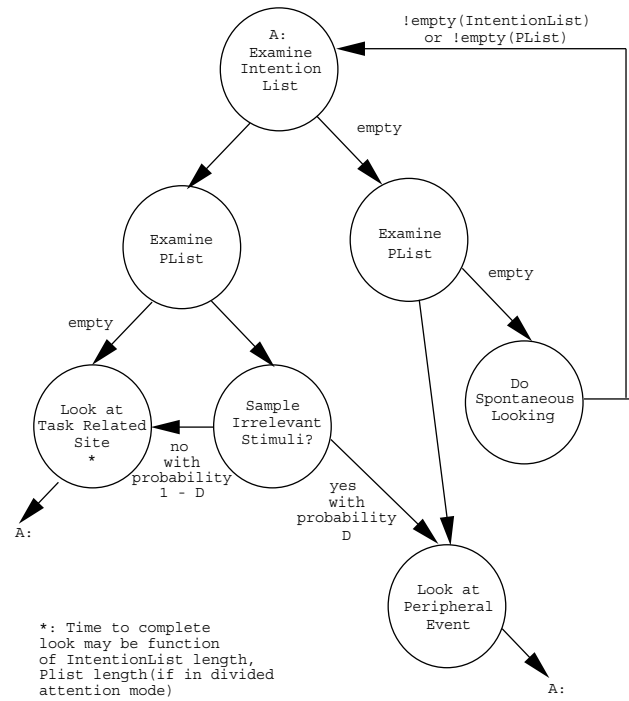 !empty(IntentionList)
or !empty(PList)
A:
Examine
Intention
List
empty
Examine
PList
Examine
PList
empty
empty
Do
Spontaneous
Looking
Look at
Task Related
Site
*
Sample
Irrelevant
Stimuli?
no
with
probability
1 - D
yes
with
probability
D
A:
Look at
Peripheral
Event
*: Time to complete
look may be function
of IntentionList length,
Plist length(if in divided
attention mode)
A: